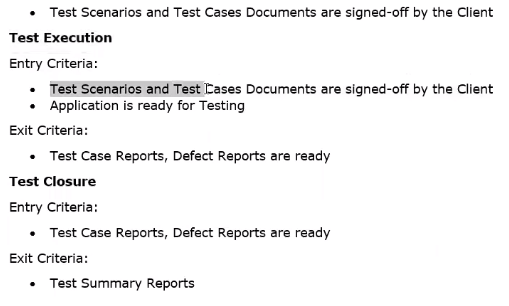 • Test Scenarios and Test Cases Documents are signed-off by the Client
Test Execution
Entry Criteria:
• Test Scenarios and Test Cases Documents are signed-off by the Client
• Application is ready for Testing
Exit Criteria:
• Test Case Reports, Defect Reports are ready
Test Closure
Entry Criteria:
• Test Case Reports, Defect Reports are ready
Exit Criteria:
• Test Summary Reports